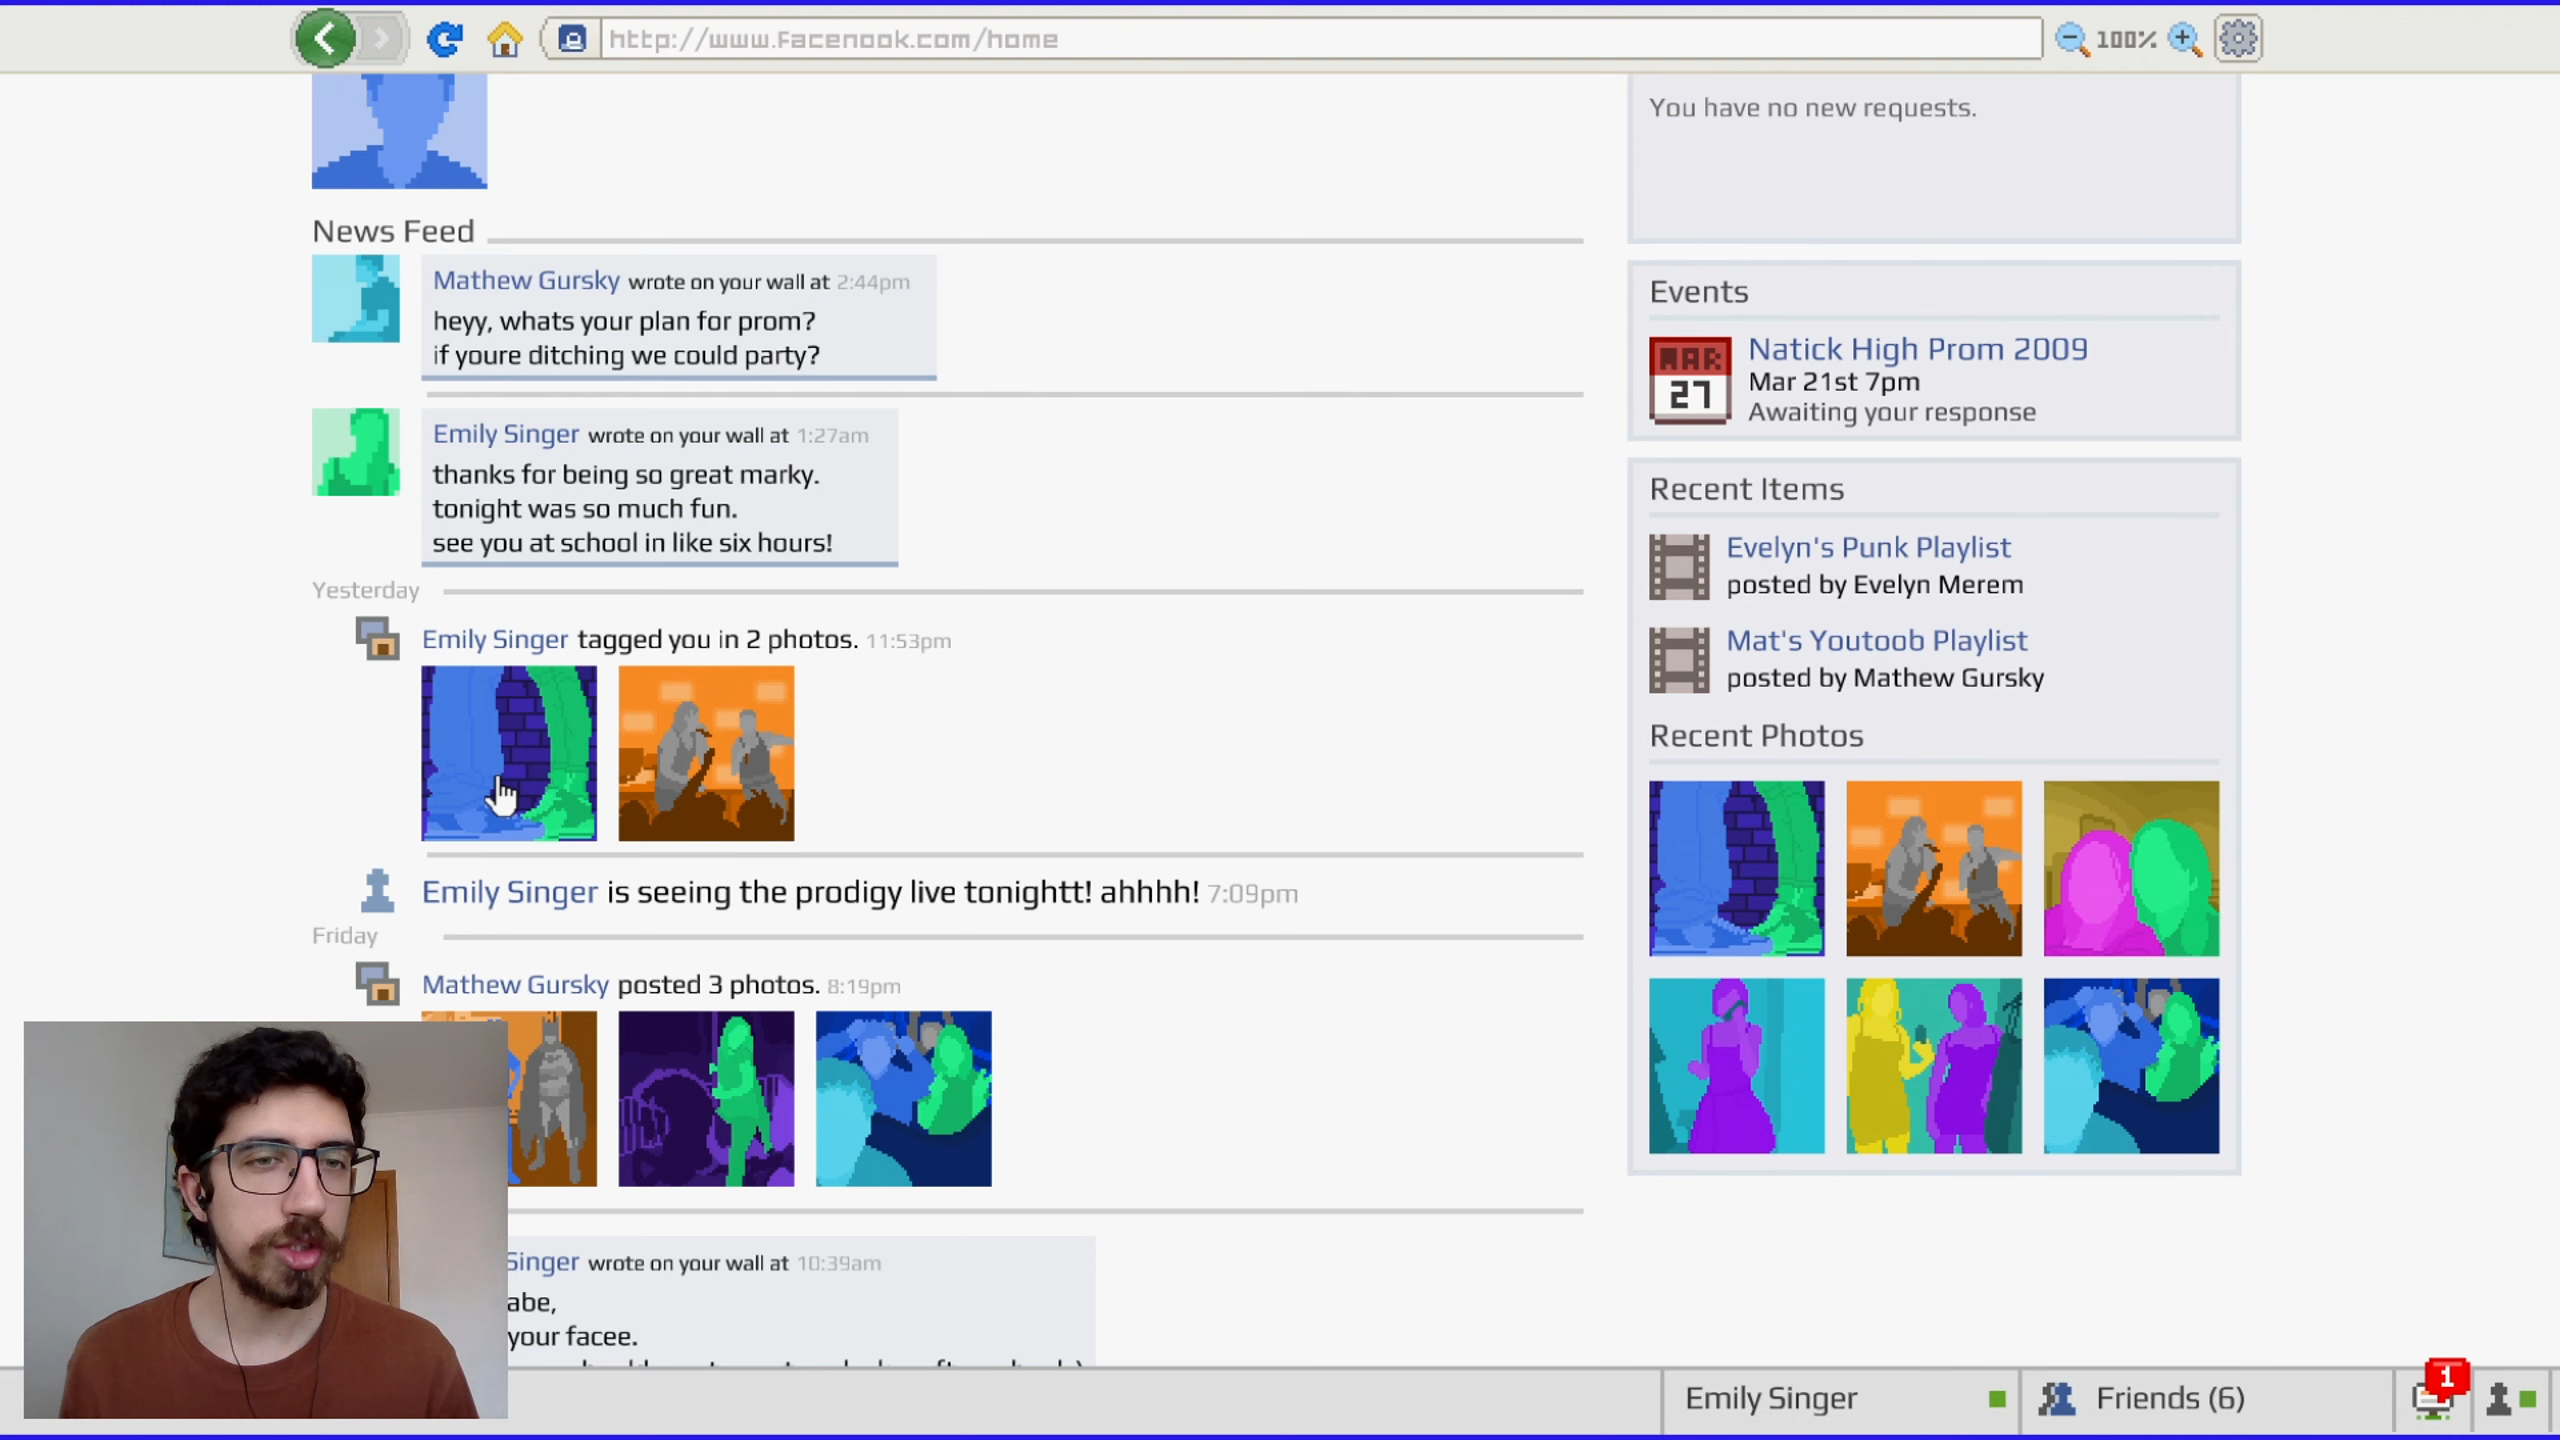 http://www.Facenook.com/home
100%
You have no new requests.
News Feed
Mathew Gursky wrote on your wall at 2:44pm
heyy, whats your plan for prom?
if youre ditching we could party?
Emily Singer wrote on your wall at 1:27am
thanks for being so great marky.
tonight was so much fun.
see you at school in like six hours!
Yesterday
Emily Singer tagged you in 2 photos. 11:53pm
Emily Singer is seeing the prodigy live tonightt! ahhhh! 7:09pm
Friday
Mathew Gursky posted 3 photos. 8:19pm
Singer wrote on your wall at 10:39am
abe,
your facee.
Events
MAR
27
Natick High Prom 2009
Mar 21st 7pm
Awaiting your response
Recent Items
Evelyn's Punk Playlist
posted by Evelyn Merem
Mat's Youtoob Playlist
posted by Mathew Gursky
Recent Photos
Emily Singer
Friends (6)
1